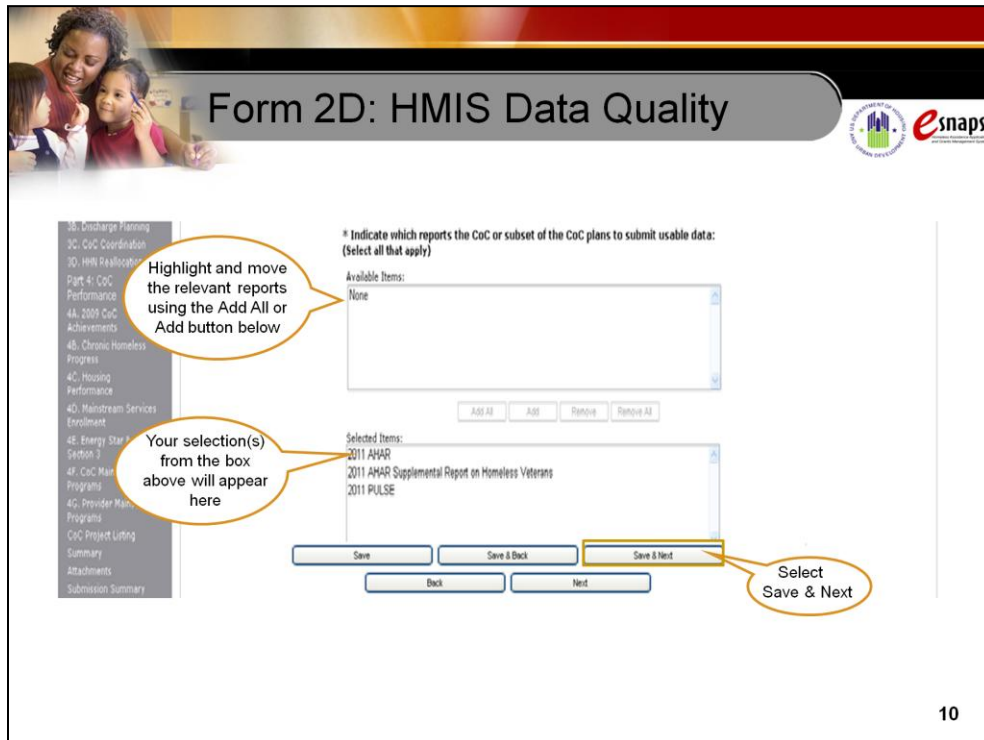 Form 2D: HMIS Data Quality
U.S. DEPARTMENT OF HOUSING
URBAN DEVELOPMENT
esnaps
3B. Discharge Planning
3C. CoC Coordination
3D. HHN
Part 4: CoC
Performance
4A. 2009 CoC
Achievements
4B. Chronic Homeless
Progress
4C. Housing
Performance
4D. Mainstream Services
Enrollment
4E. Energy Star
Section 3
4F. CoC
Programs
4G. Provider
Programs
CoC Project Listing
Summary
Attachments
Submission Summary
Highlight and move
the relevant reports
using the Add All or
Add button below
* Indicate which reports the CoC or subset of the CoC plans to submit usable data:
(Select all that apply)
Available Items:
None
Add All Add Remove Remove All
Your selection(s)
from the box
above will appear
here
Selected Items:
2011 AHAR
2011 AHAR Supplemental Report on Homeless Veterans
2011 PULSE
Save Save & Back Save & Next
Back Next
Select
Save & Next
10